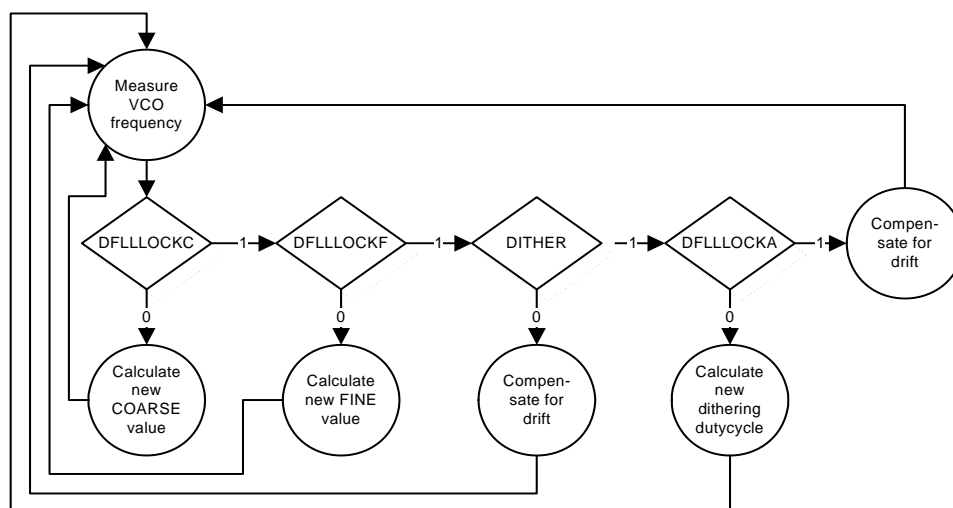 Measure
VCO
frequency
DFLLLOCKC
1
DFLLLOCKF
1
DITHER
1
DFLLLOCKA
1
Compen-
sate for
drift
0
0
0
0
Calculate
new
COARSE
value
Calculate
new FINE
value
Compen-
sate for
drift
Calculate
new
dithering
dutycycle